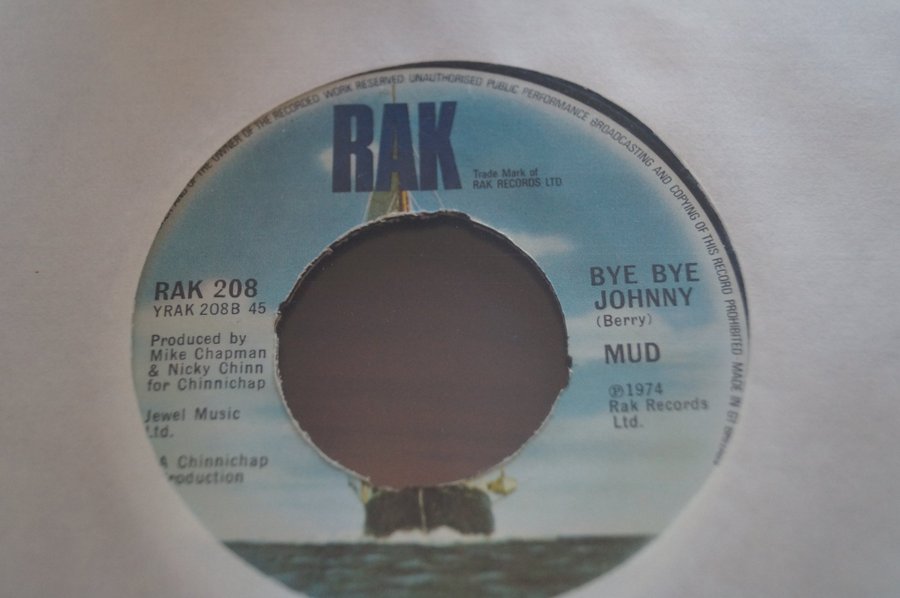 OF THE OWNER OF THE RECORDED WORK RESERVED UNAUTHORISED PUBLIC PERFORMANCE BROADCASTING AND COPYING OF THIS RECORD PROHIBITED MADE IN GT
RAK
Trade Mark of
RAK RECORDS LTD
RAK 208
YRAK 208B 45
Produced by
Mike Chapman
& Nicky Chinn
for Chinnichap
Jewel Music
Ltd.
A Chinnichap
Production
BYE BYE
JOHNNY
(Berry)
MUD
Ⓟ1974
Rak Records
Ltd.